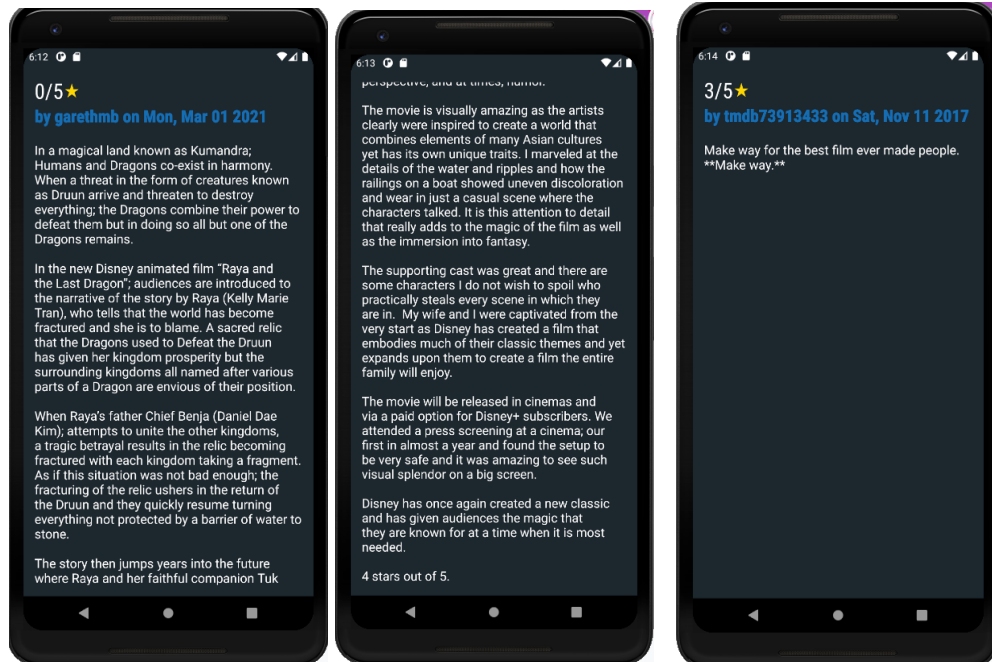 6:12
0/5★
by garethmb on Mon, Mar 01 2021
In a magical land known as Kumandra;
Humans and Dragons co-exist in harmony.
When a threat in the form of creatures known
as Druun arrive and threaten to destroy
everything; the Dragons combine their power to
defeat them but in doing so all but one of the
Dragons remains.
In the new Disney animated film “Raya and
the Last Dragon”; audiences are introduced to
the narrative of the story by Raya (Kelly Marie
Tran), who tells that the world has become
fractured and she is to blame. A sacred relic
that the Dragons used to Defeat the Druun
has given her kingdom prosperity but the
surrounding kingdoms all named after various
parts of a Dragon are envious of their position.
When Raya’s father Chief Benja (Daniel Dae
Kim); attempts to unite the other kingdoms,
a tragic betrayal results in the relic becoming
fractured with each kingdom taking a fragment.
As if this situation was not bad enough; the
fracturing of the relic ushers in the return of
the Druun and they quickly resume turning
everything not protected by a barrier of water to
stone.
The story then jumps years into the future
where Raya and her faithful companion Tuk
6:13
perspective, and at times, humor.
The movie is visually amazing as the artists
clearly were inspired to create a world that
combines elements of many Asian cultures
yet has its own unique traits. I marveled at the
details of the water and ripples and how the
railings on a boat showed uneven discoloration
and wear in just a casual scene where the
characters talked. It is this attention to detail
that really adds to the magic of the film as well
as the immersion into fantasy.
The supporting cast was great and there are
some characters I do not wish to spoil who
practically steals every scene in which they
are in.  My wife and I were captivated from the
very start as Disney has created a film that
embodies much of their classic themes and yet
expands upon them to create a film the entire
family will enjoy.
The movie will be released in cinemas and
via a paid option for Disney+ subscribers. We
attended a press screening at a cinema; our
first in almost a year and found the setup to
be very safe and it was amazing to see such
visual splendor on a big screen.
Disney has once again created a new classic
and has given audiences the magic that
they are known for at a time when it is most
needed.
4 stars out of 5.
6:14
3/5★
by tmdb73913433 on Sat, Nov 11 2017
Make way for the best film ever made people.
**Make way.**